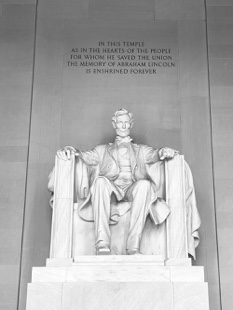 IN THIS TEMPLE
AS IN THE HEARTS OF THE PEOPLE
FOR WHOM HE SAVED THE UNION
THE MEMORY OF ABRAHAM LINCOLN
IS ENSHRINED FOREVER